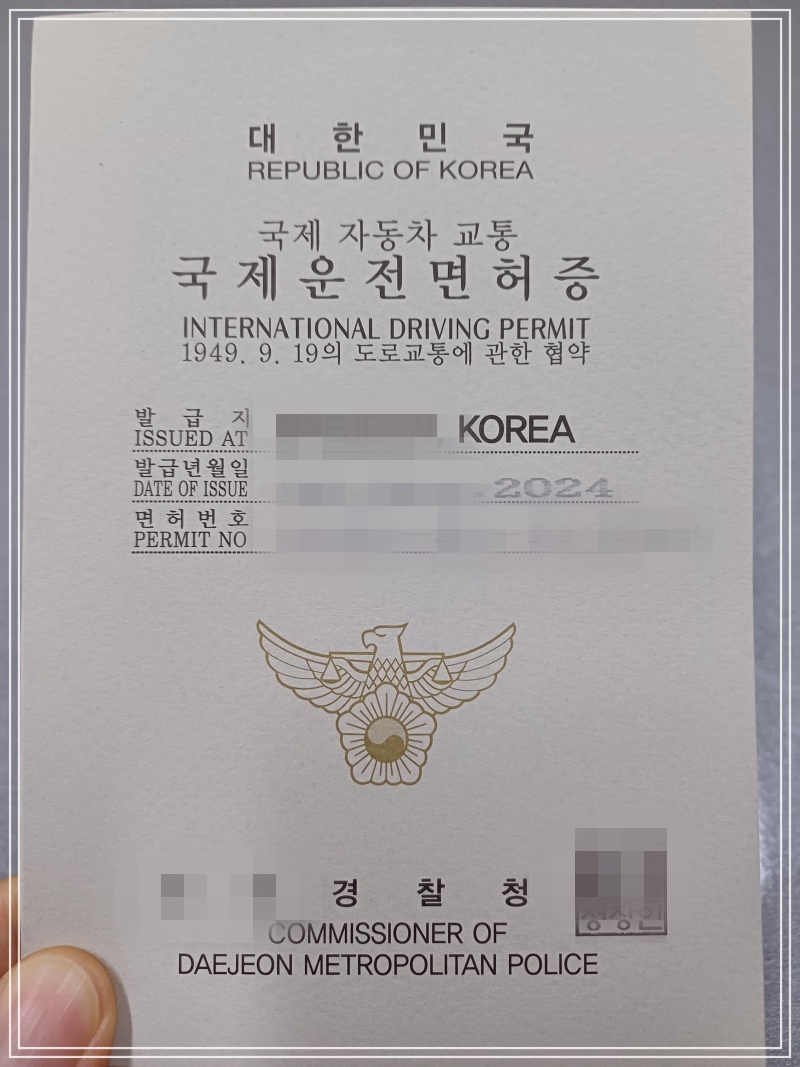 대 한 민 국
REPUBLIC OF KOREA
국제 자동차 교통
국제운전면허증
INTERNATIONAL DRIVING PERMIT
1949. 9. 19의 도로교통에 관한 협약
발 급 지
ISSUED AT KOREA
발급년월일
DATE OF ISSUE 2024
면 허 번 호
PERMIT NO
경 찰 청
청장인
COMMISSIONER OF
DAEJEON METROPOLITAN POLICE